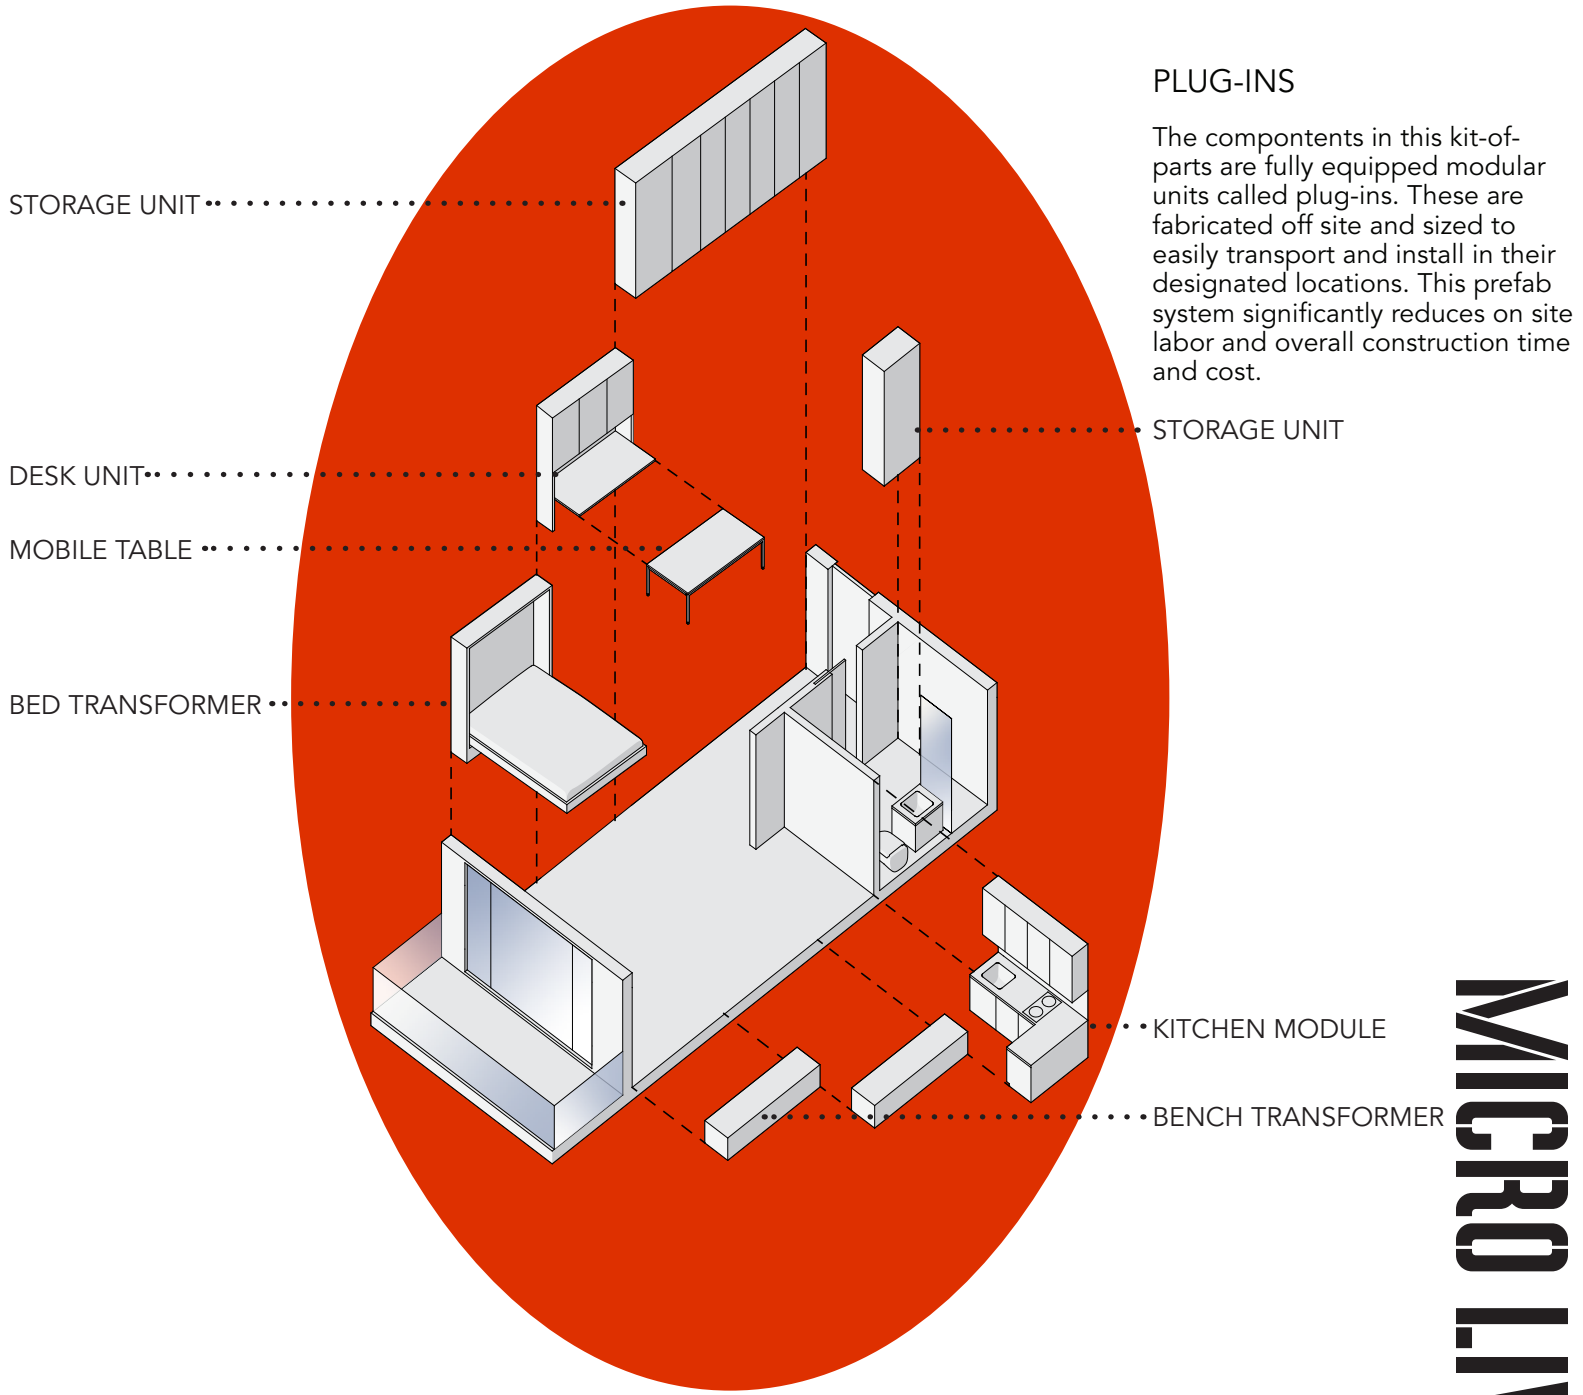 PLUG-INS
The compontents in this kit-of-
parts are fully equipped modular
units called plug-ins. These are
fabricated off site and sized to
easily transport and install in their
designated locations. This prefab
system significantly reduces on site
labor and overall construction time
and cost.
STORAGE UNIT
STORAGE UNIT
DESK UNIT
MOBILE TABLE
BED TRANSFORMER
KITCHEN MODULE
BENCH TRANSFORMER
MICRO